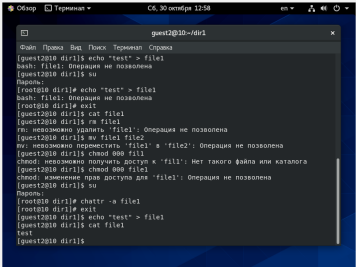 Обзор Терминал Сб, 30 октября 12:58 en
guest2@10:~/dir1
Файл Правка Вид Поиск Терминал Справка
[guest2@10 dir1]$ echo "test" > file1
bash: file1: Операция не позволена
[guest2@10 dir1]$ su
Пароль:
[root@10 dir1]# echo "test" > file1
bash: file1: Операция не позволена
[root@10 dir1]# exit
[guest2@10 dir1]$ cat file1
[guest2@10 dir1]$ rm file1
rm: невозможно удалить 'file1': Операция не позволена
[guest2@10 dir1]$ mv file1 file2
mv: невозможно переместить 'file1' в 'file2': Операция не позволена
[guest2@10 dir1]$ chmod 000 fil1
chmod: невозможно получить доступ к 'fil1': Нет такого файла или каталога
[guest2@10 dir1]$ chmod 000 file1
chmod: изменение прав доступа для 'file1': Операция не позволена
[guest2@10 dir1]$ su
Пароль:
[root@10 dir1]# chattr -a file1
[root@10 dir1]# exit
[guest2@10 dir1]$ echo "test" > file1
[guest2@10 dir1]$ cat file1
test
[guest2@10 dir1]$